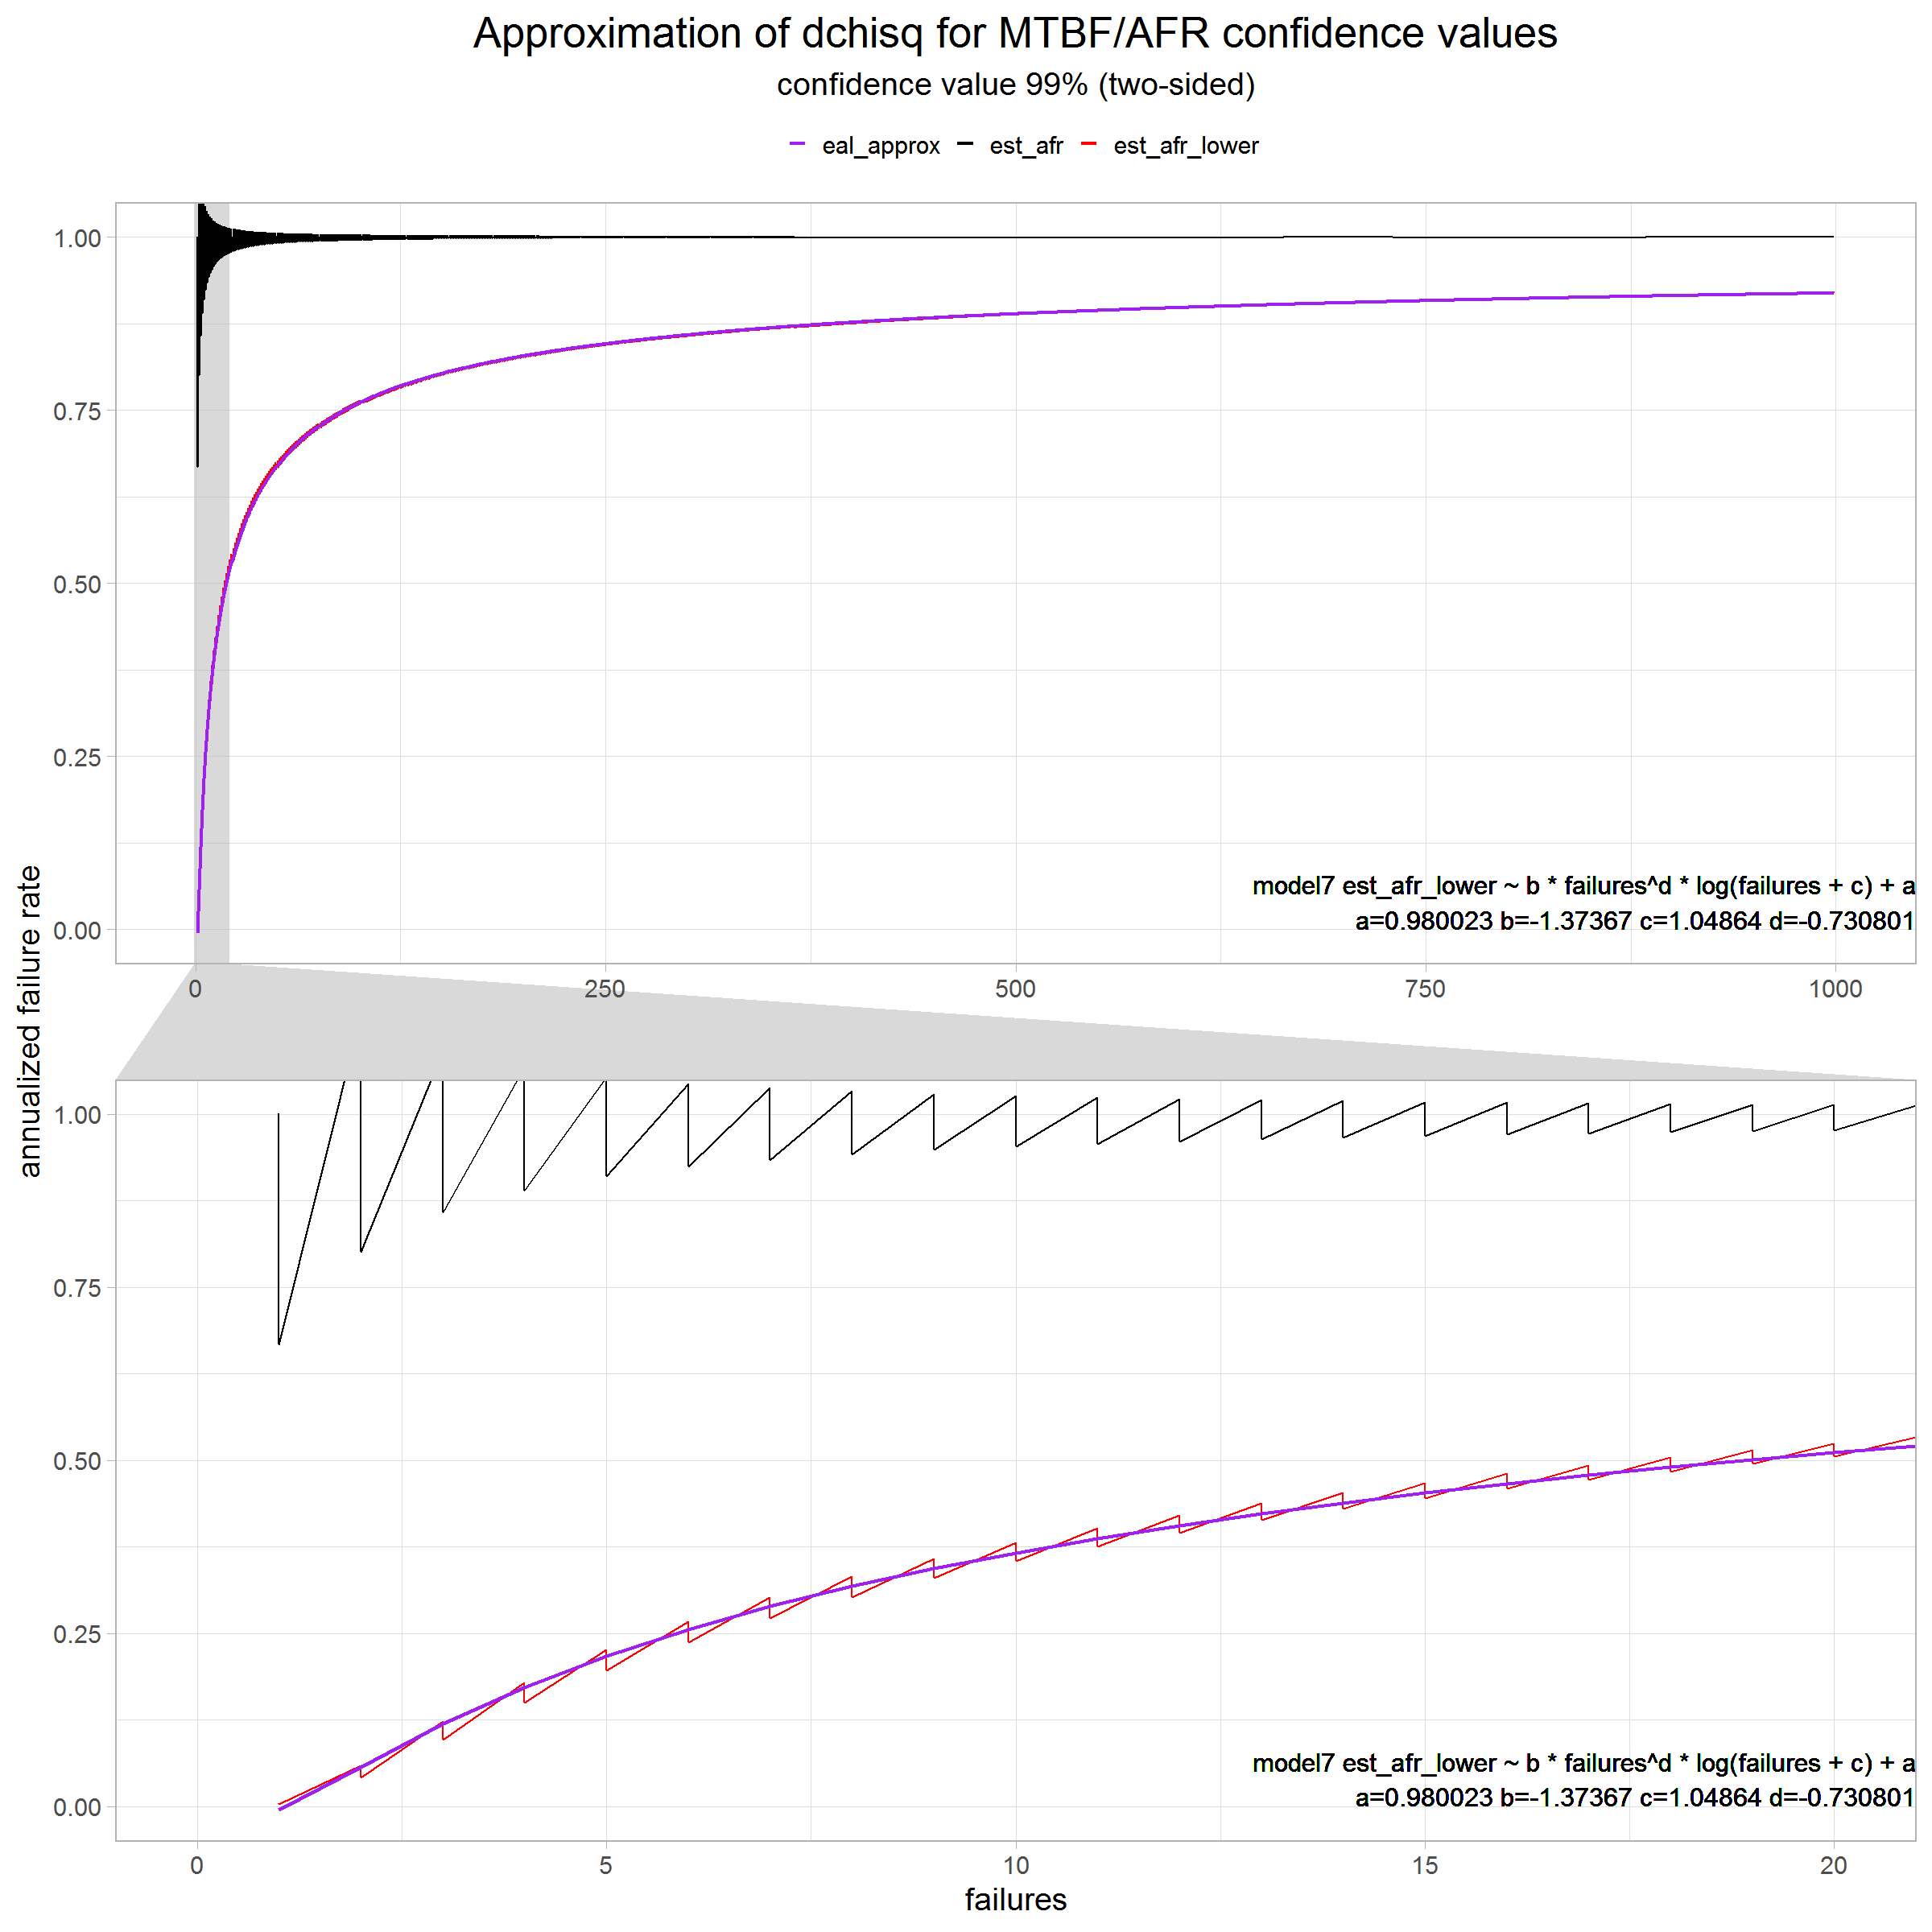 Approximation of dchisq for MTBF/AFR confidence values
confidence value 99% (two-sided)
eal_approx est_afr est_afr_lower
annualized failure rate
1.00
0.75
0.50
0.25
0.00
model7 est_afr_lower ~ b * failures^d * log(failures + c) + a
a=0.980023 b=-1.37367 c=1.04864 d=-0.730801
0 250 500 750 1000
1.00
0.75
0.50
0.25
0.00
model7 est_afr_lower ~ b * failures^d * log(failures + c) + a
a=0.980023 b=-1.37367 c=1.04864 d=-0.730801
0 5 10 15 20
failures